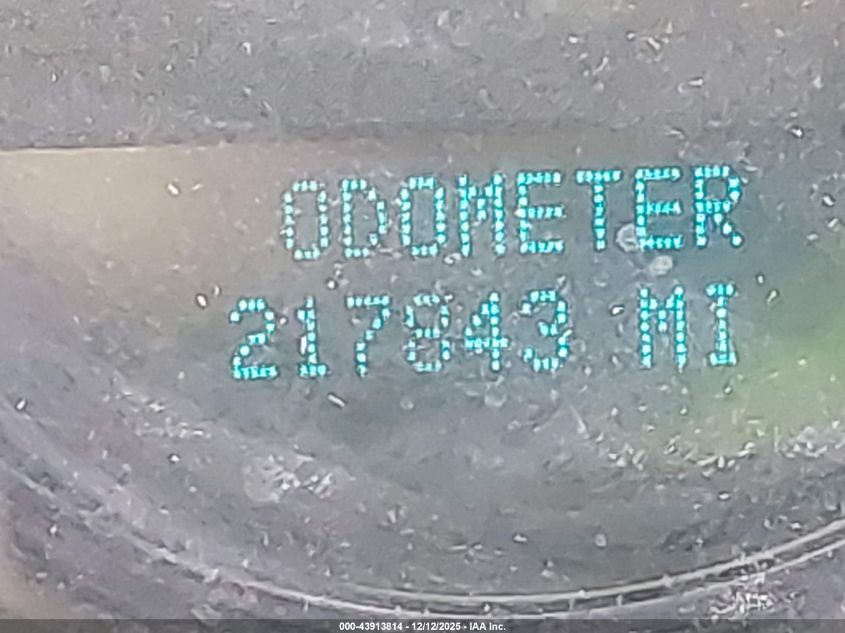 ODOMETER
217843 MI
000-43913814 - 12/12/2025 - IAA Inc.